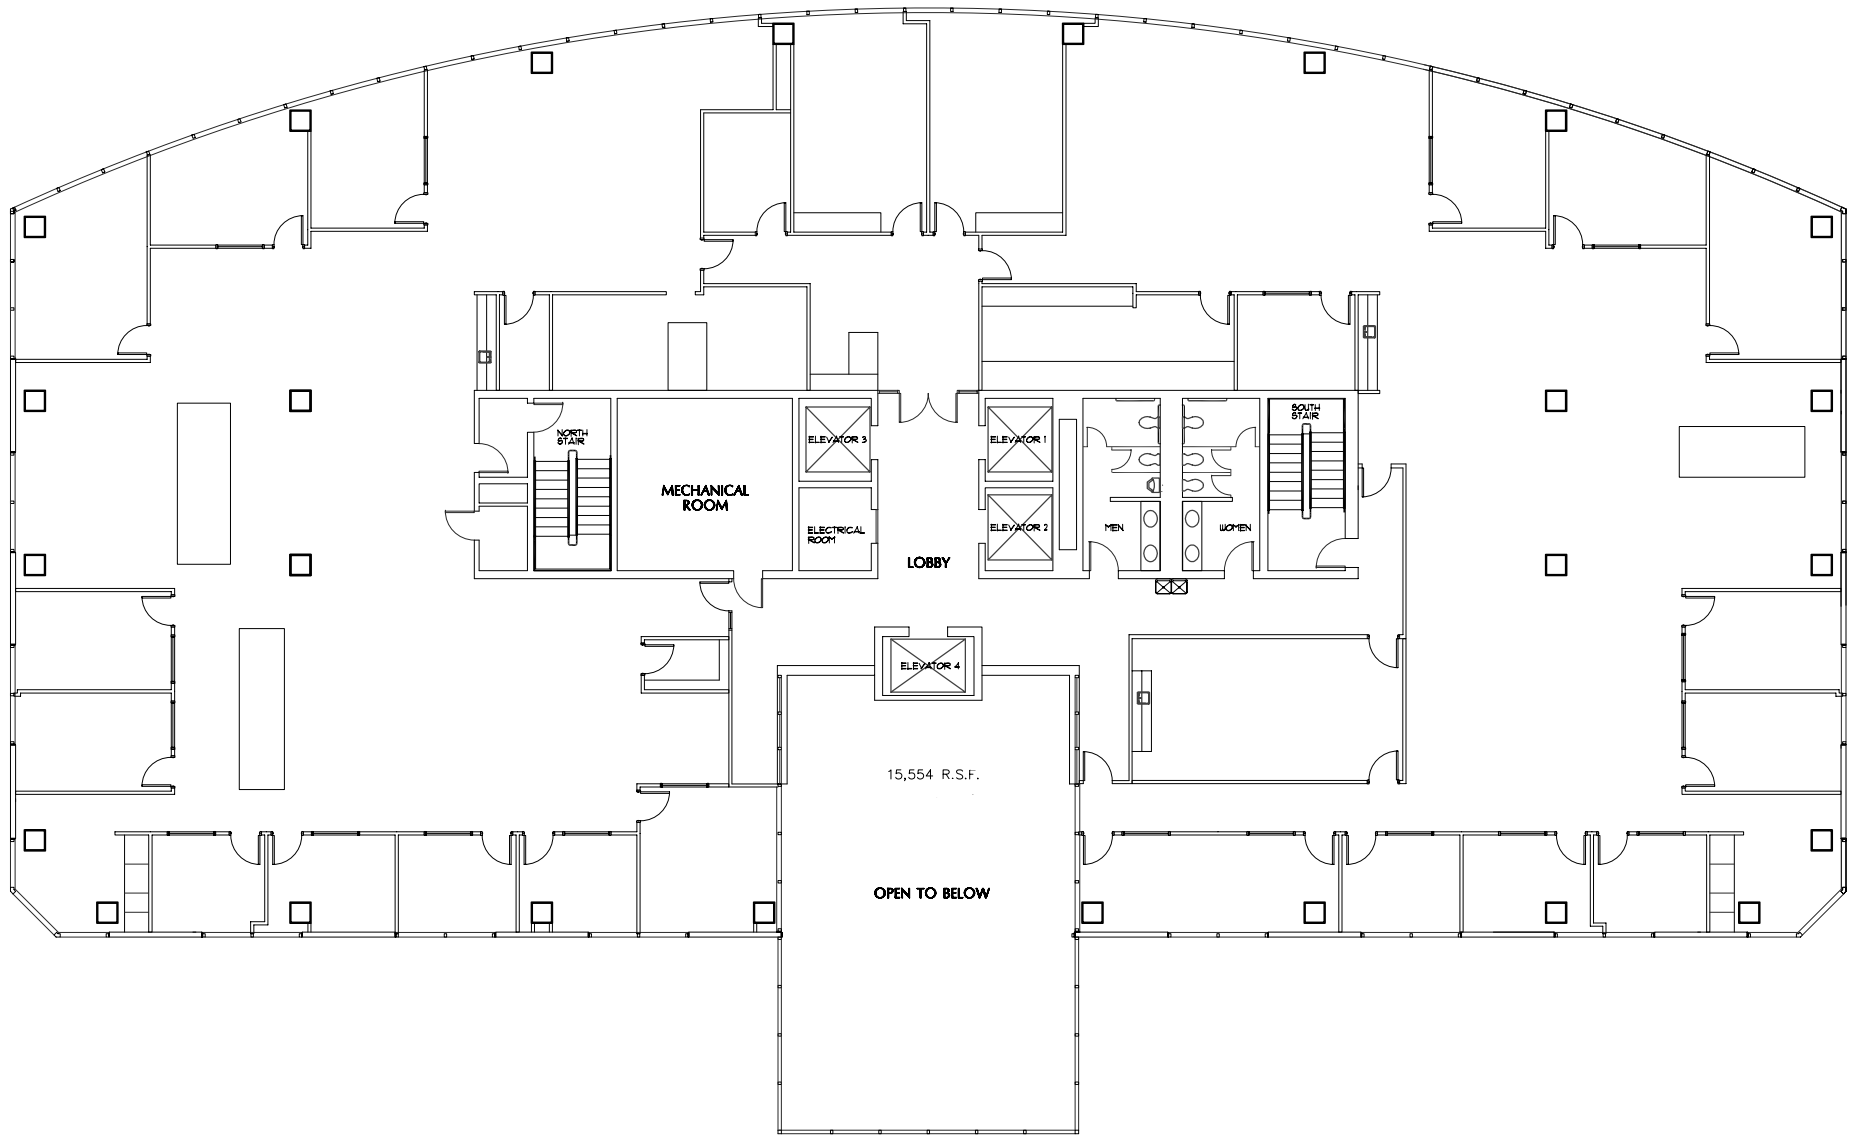 SOUTH
STAIR
NORTH
STAIR
ELEVATOR 3
ELEVATOR 1
MECHANICAL
ROOM
ELECTRICAL
ROOM
ELEVATOR 2
MEN
WOMEN
LOBBY
ELEVATOR 4
15,554 R.S.F.
OPEN TO BELOW